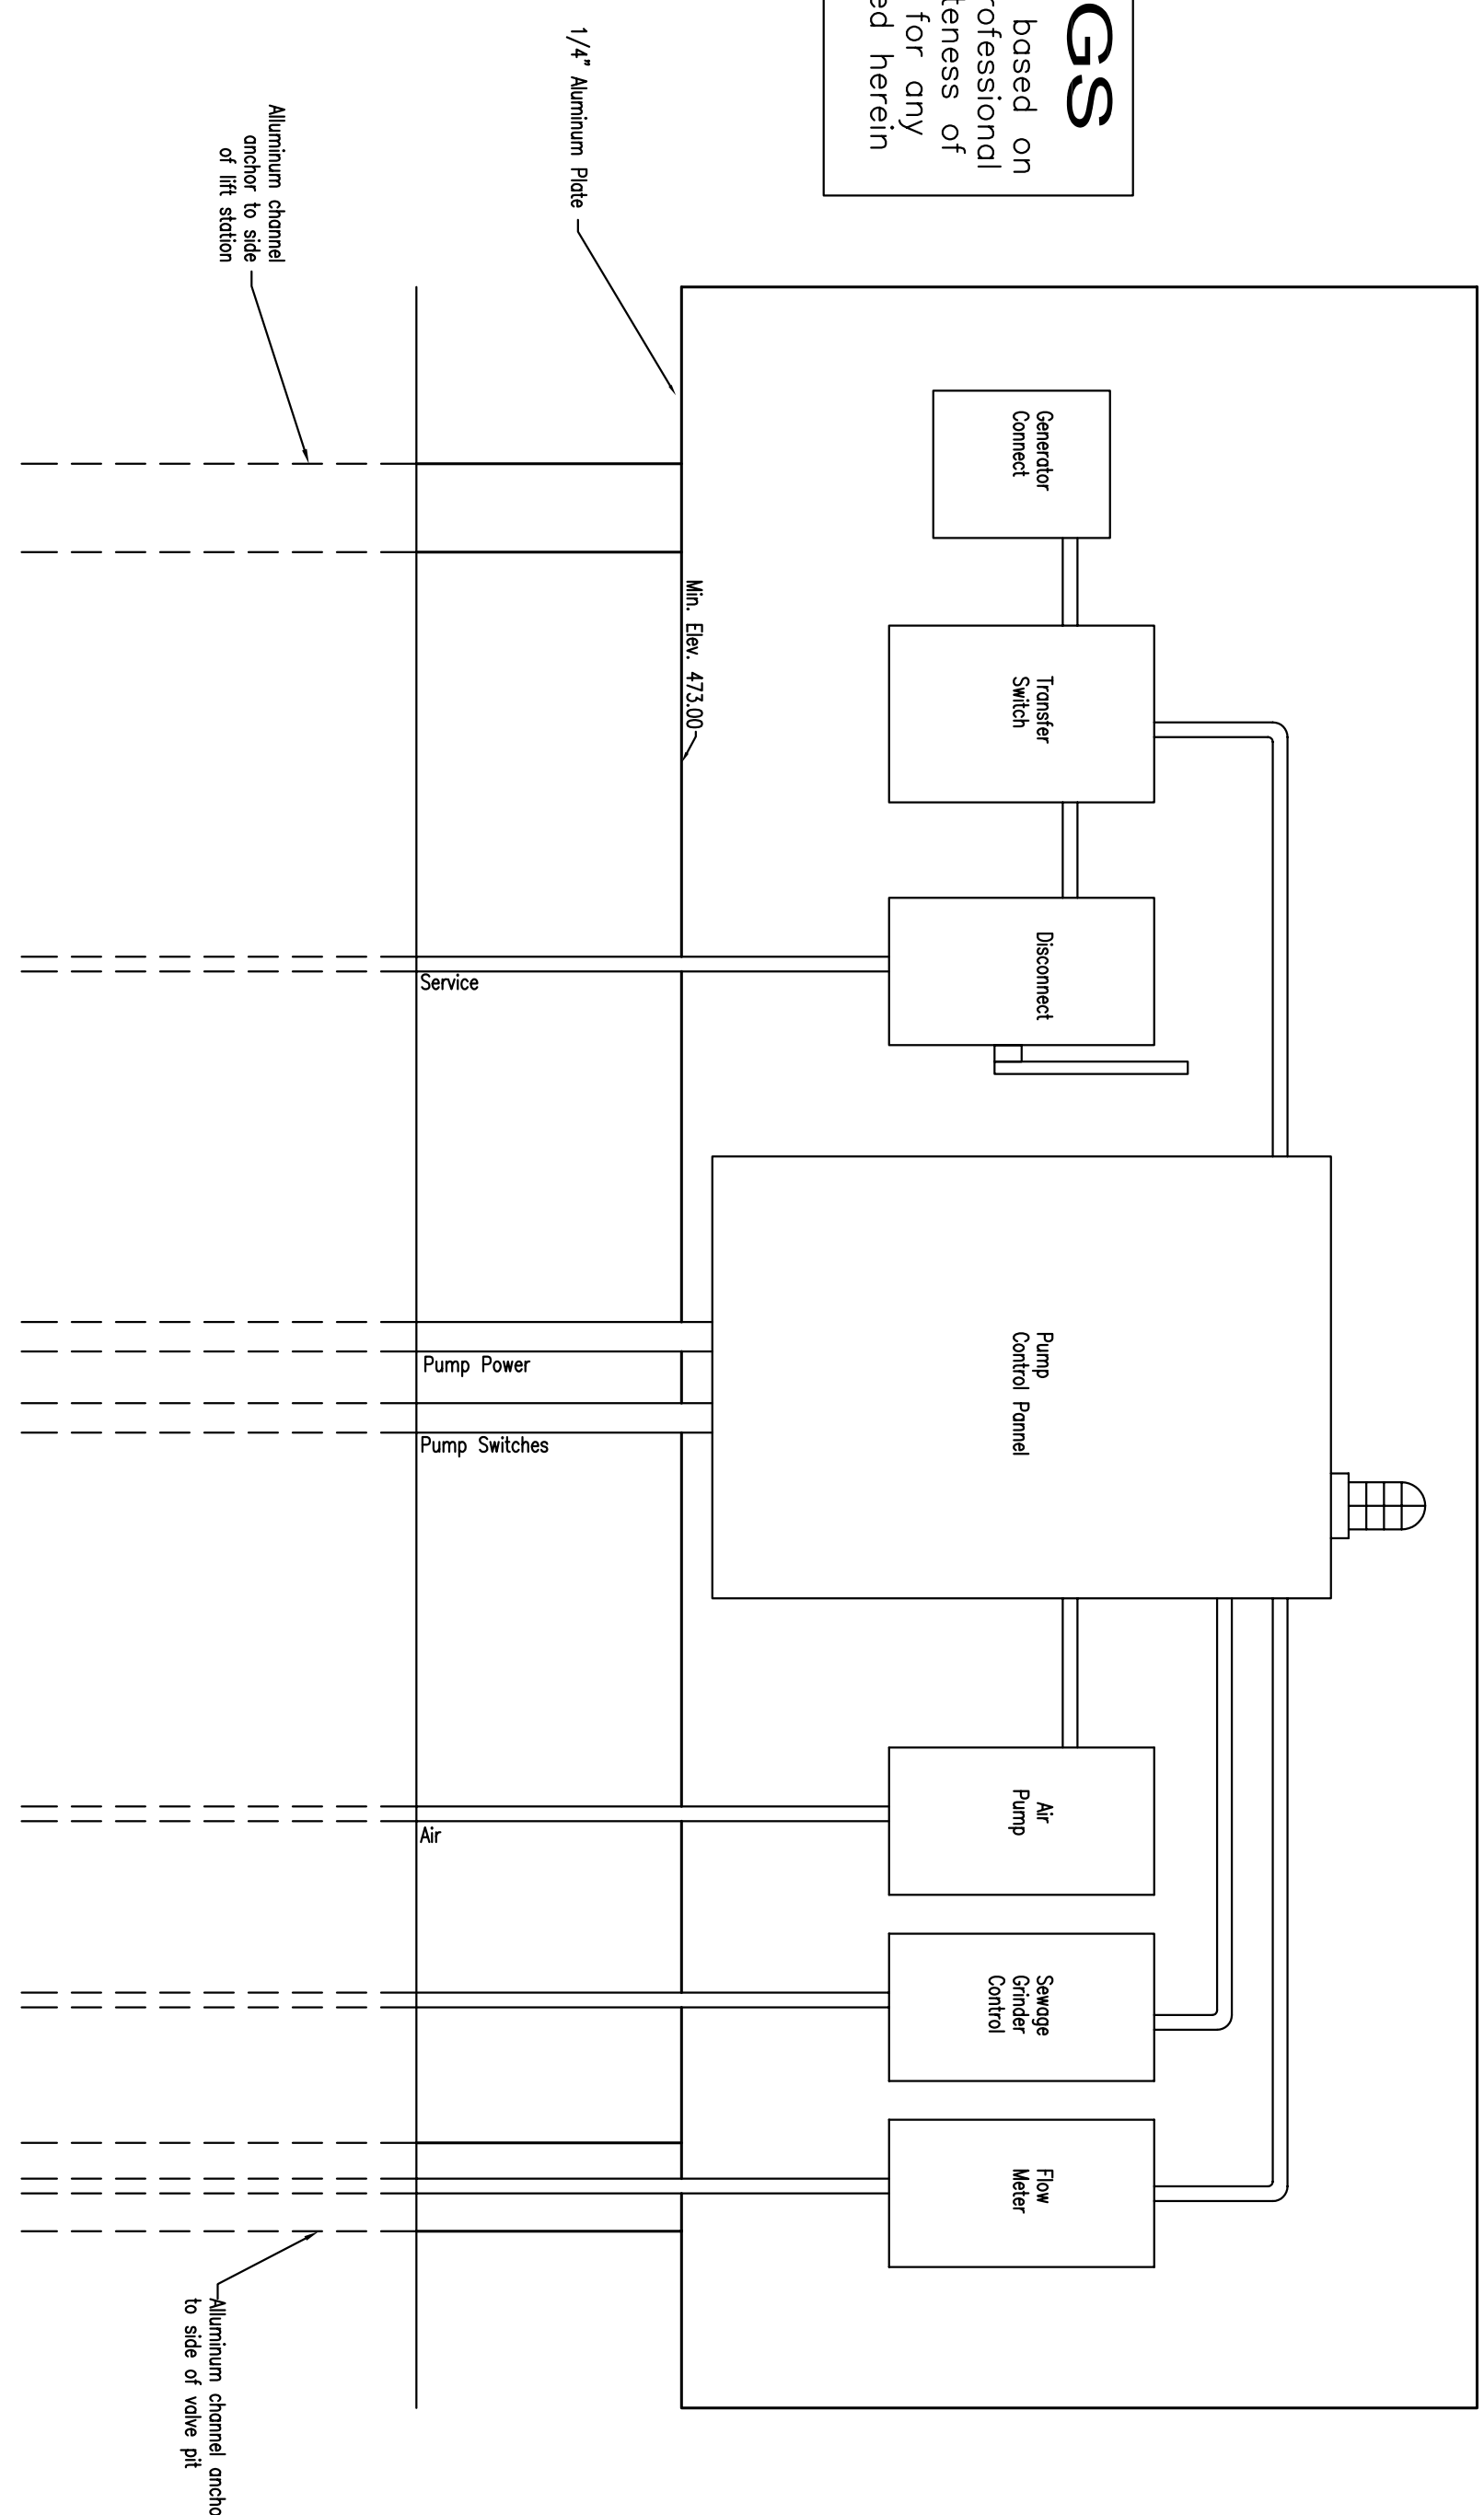 GS
based on
rofessional
teness of
for any
ed herein
1/4" Aluminum Plate
Alluminum channel
anchor to side
of lift station
Generator
Connect
Transfer
Switch
Min. Elev. 473.00
Disconnect
Service
Pump
Control Pannel
Pump Power
Pump Switches
Air
Pump
Air
Sewage
Grinder
Control
Flow
Meter
Alluminum channel ancho
to side of valve pit